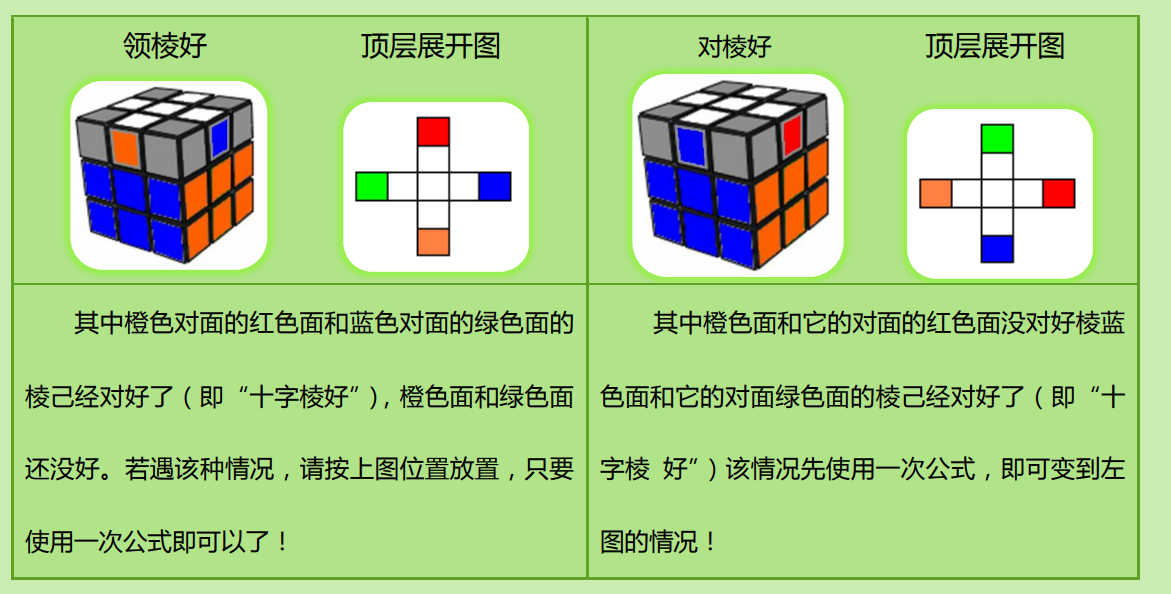 领棱好 顶层展开图
其中橙色对面的红色面和蓝色对面的绿色面的
棱己经对好了（即“十字棱好”），橙色面和绿色面
还没好。若遇该种情况，请按上图位置放置，只要
使用一次公式即可以了！
对棱好 顶层展开图
其中橙色面和它的对面的红色面没对好棱蓝
色面和它的对面绿色面的棱己经对好了（即“十
字棱 好”）该情况先使用一次公式，即可变到左
图的情况！